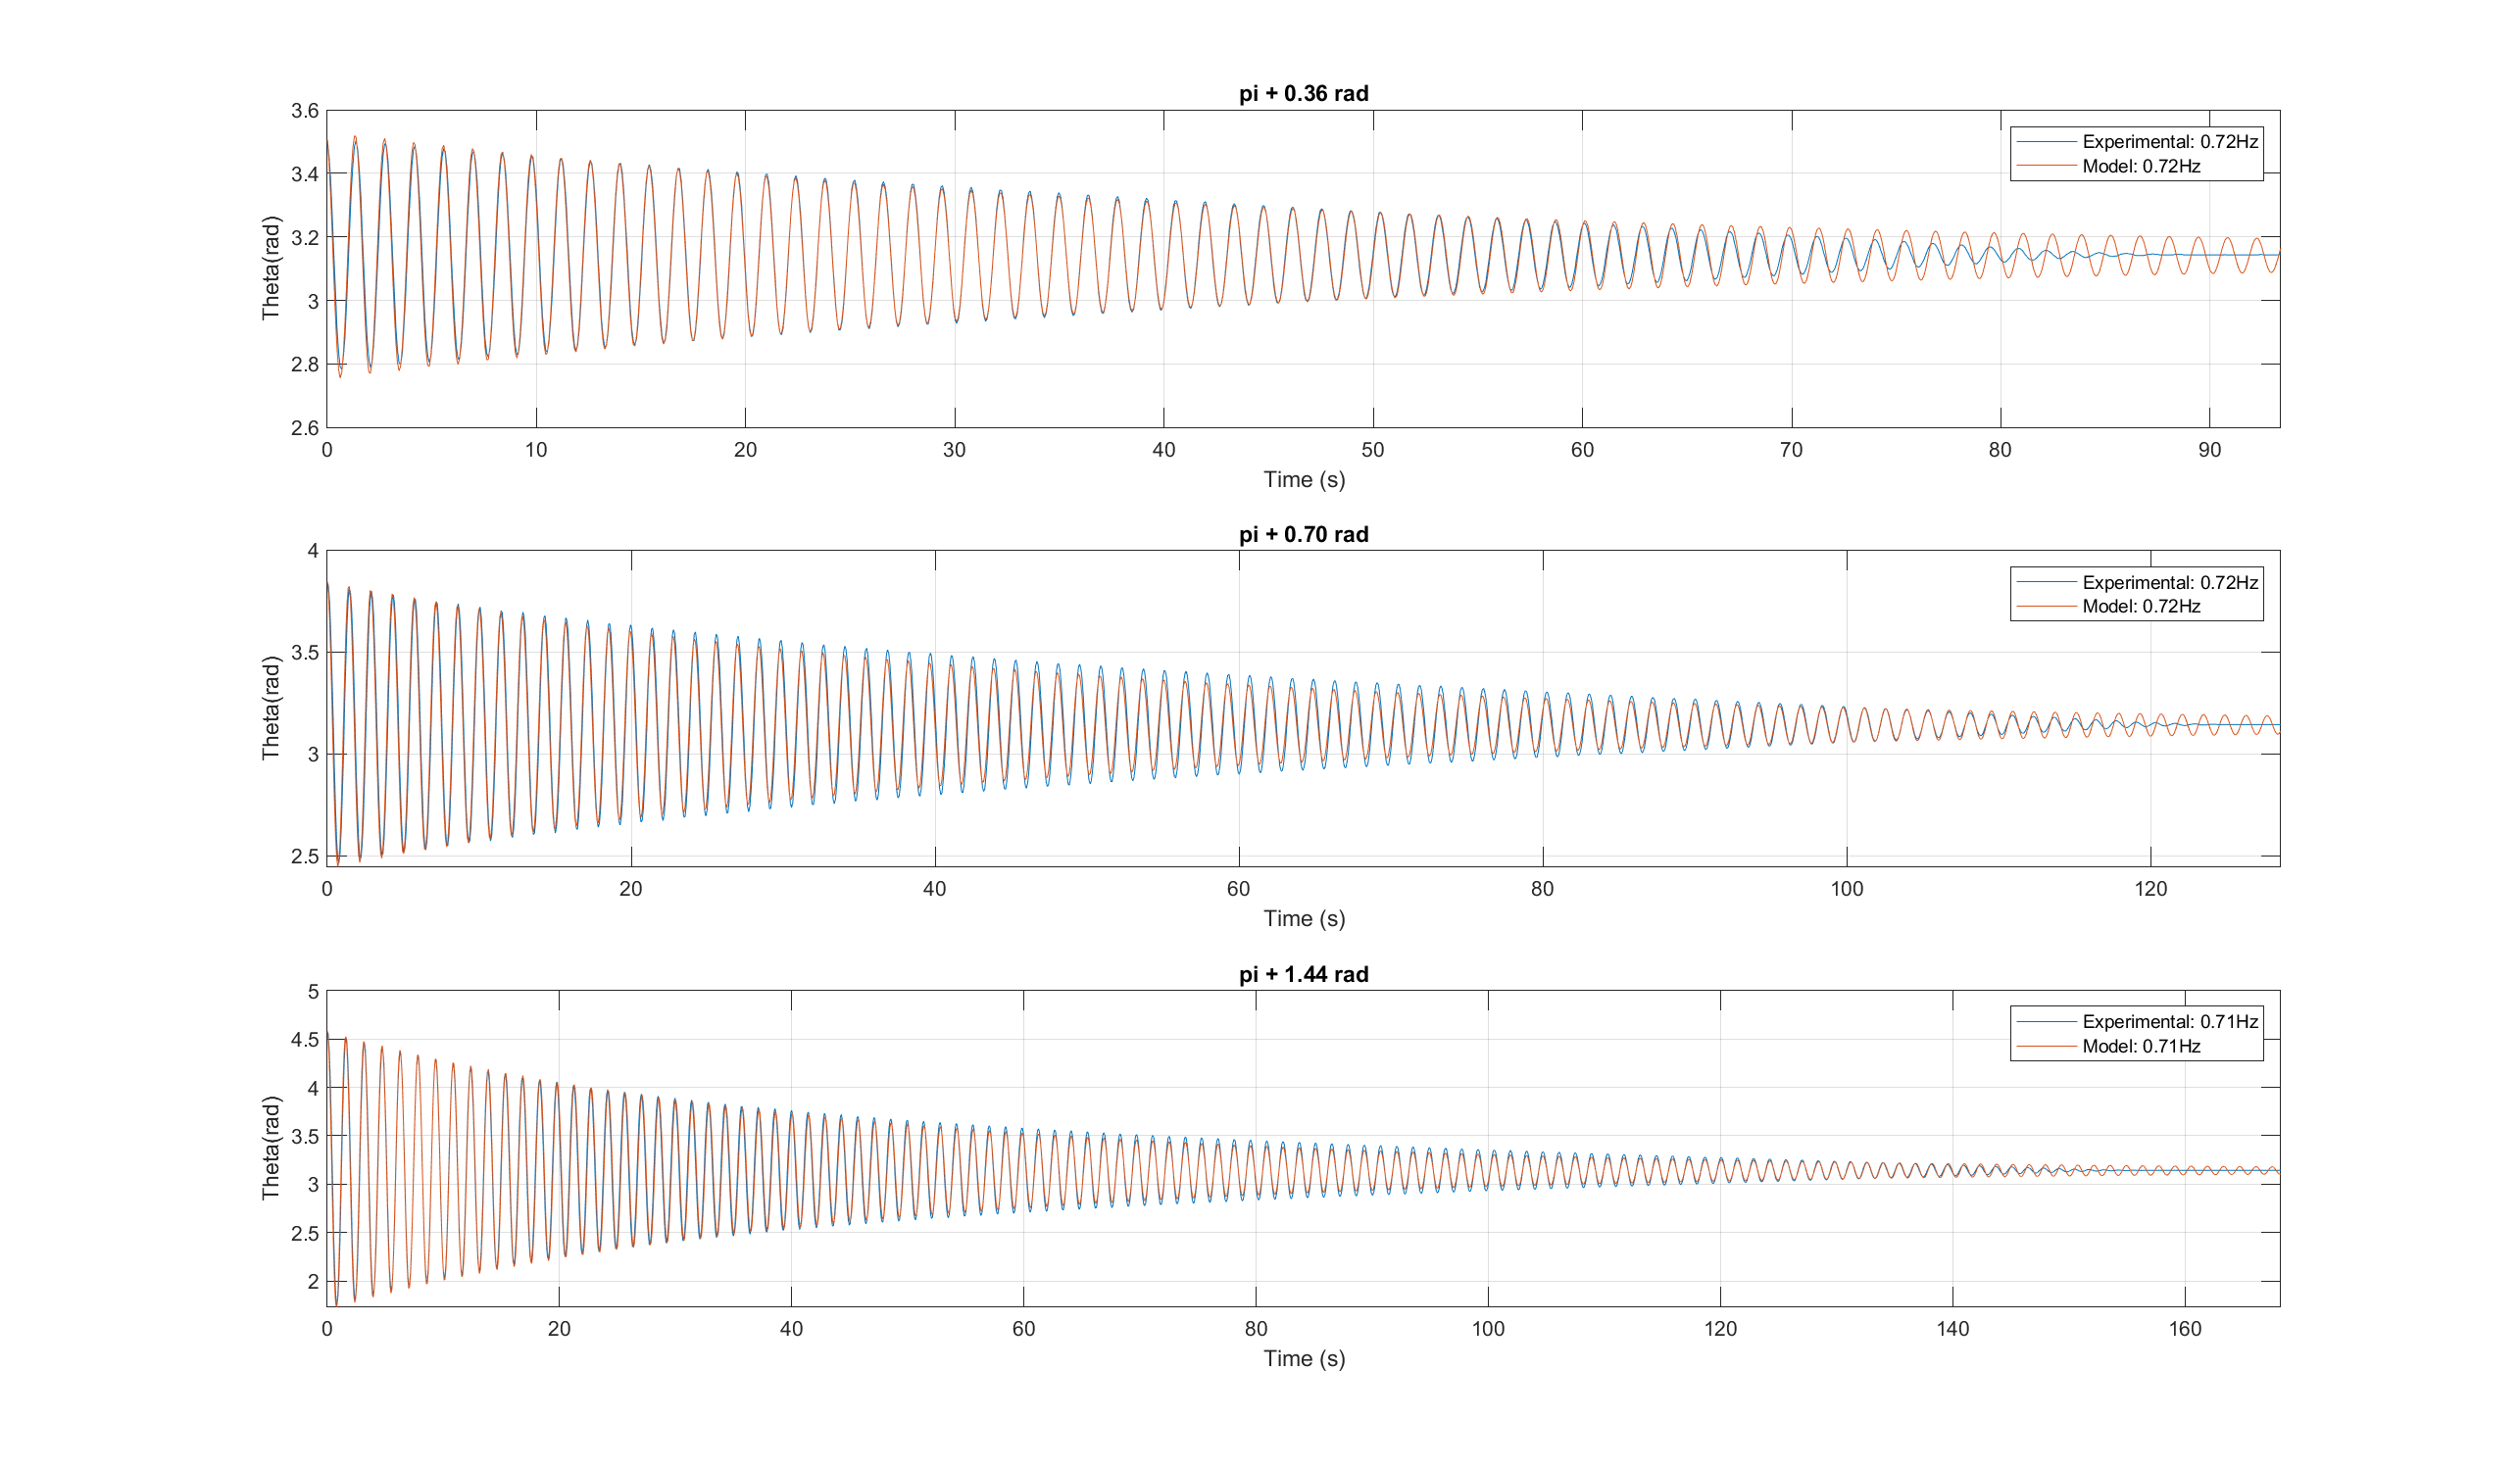 pi + 0.36 rad
3.6
3.4
3.2
3
2.8
2.6
Theta(rad)
Experimental: 0.72Hz
Model: 0.72Hz
0 10 20 30 40 50 60 70 80 90
Time (s)
pi + 0.70 rad
4
3.5
3
2.5
Theta(rad)
Experimental: 0.72Hz
Model: 0.72Hz
0 20 40 60 80 100 120
Time (s)
pi + 1.44 rad
5
4.5
4
3.5
3
2.5
2
Theta(rad)
Experimental: 0.71Hz
Model: 0.71Hz
0 20 40 60 80 100 120 140 160
Time (s)